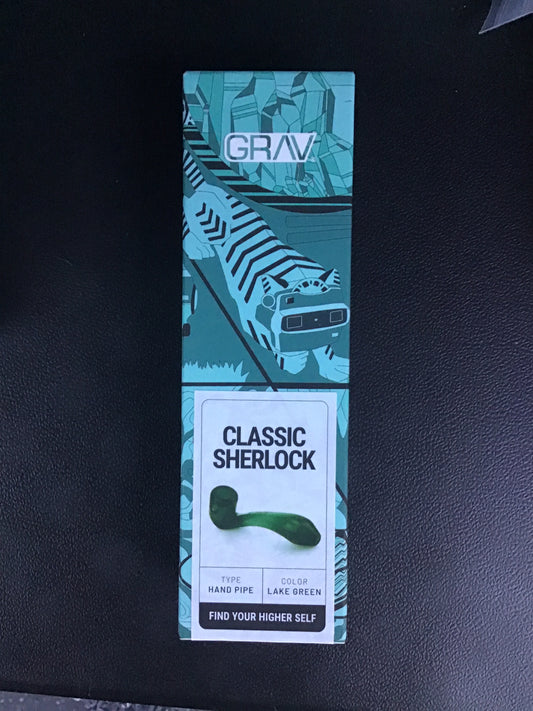 GRAV
CLASSIC
SHERLOCK
TYPE
HAND PIPE
COLOR
LAKE GREEN
FIND YOUR HIGHER SELF